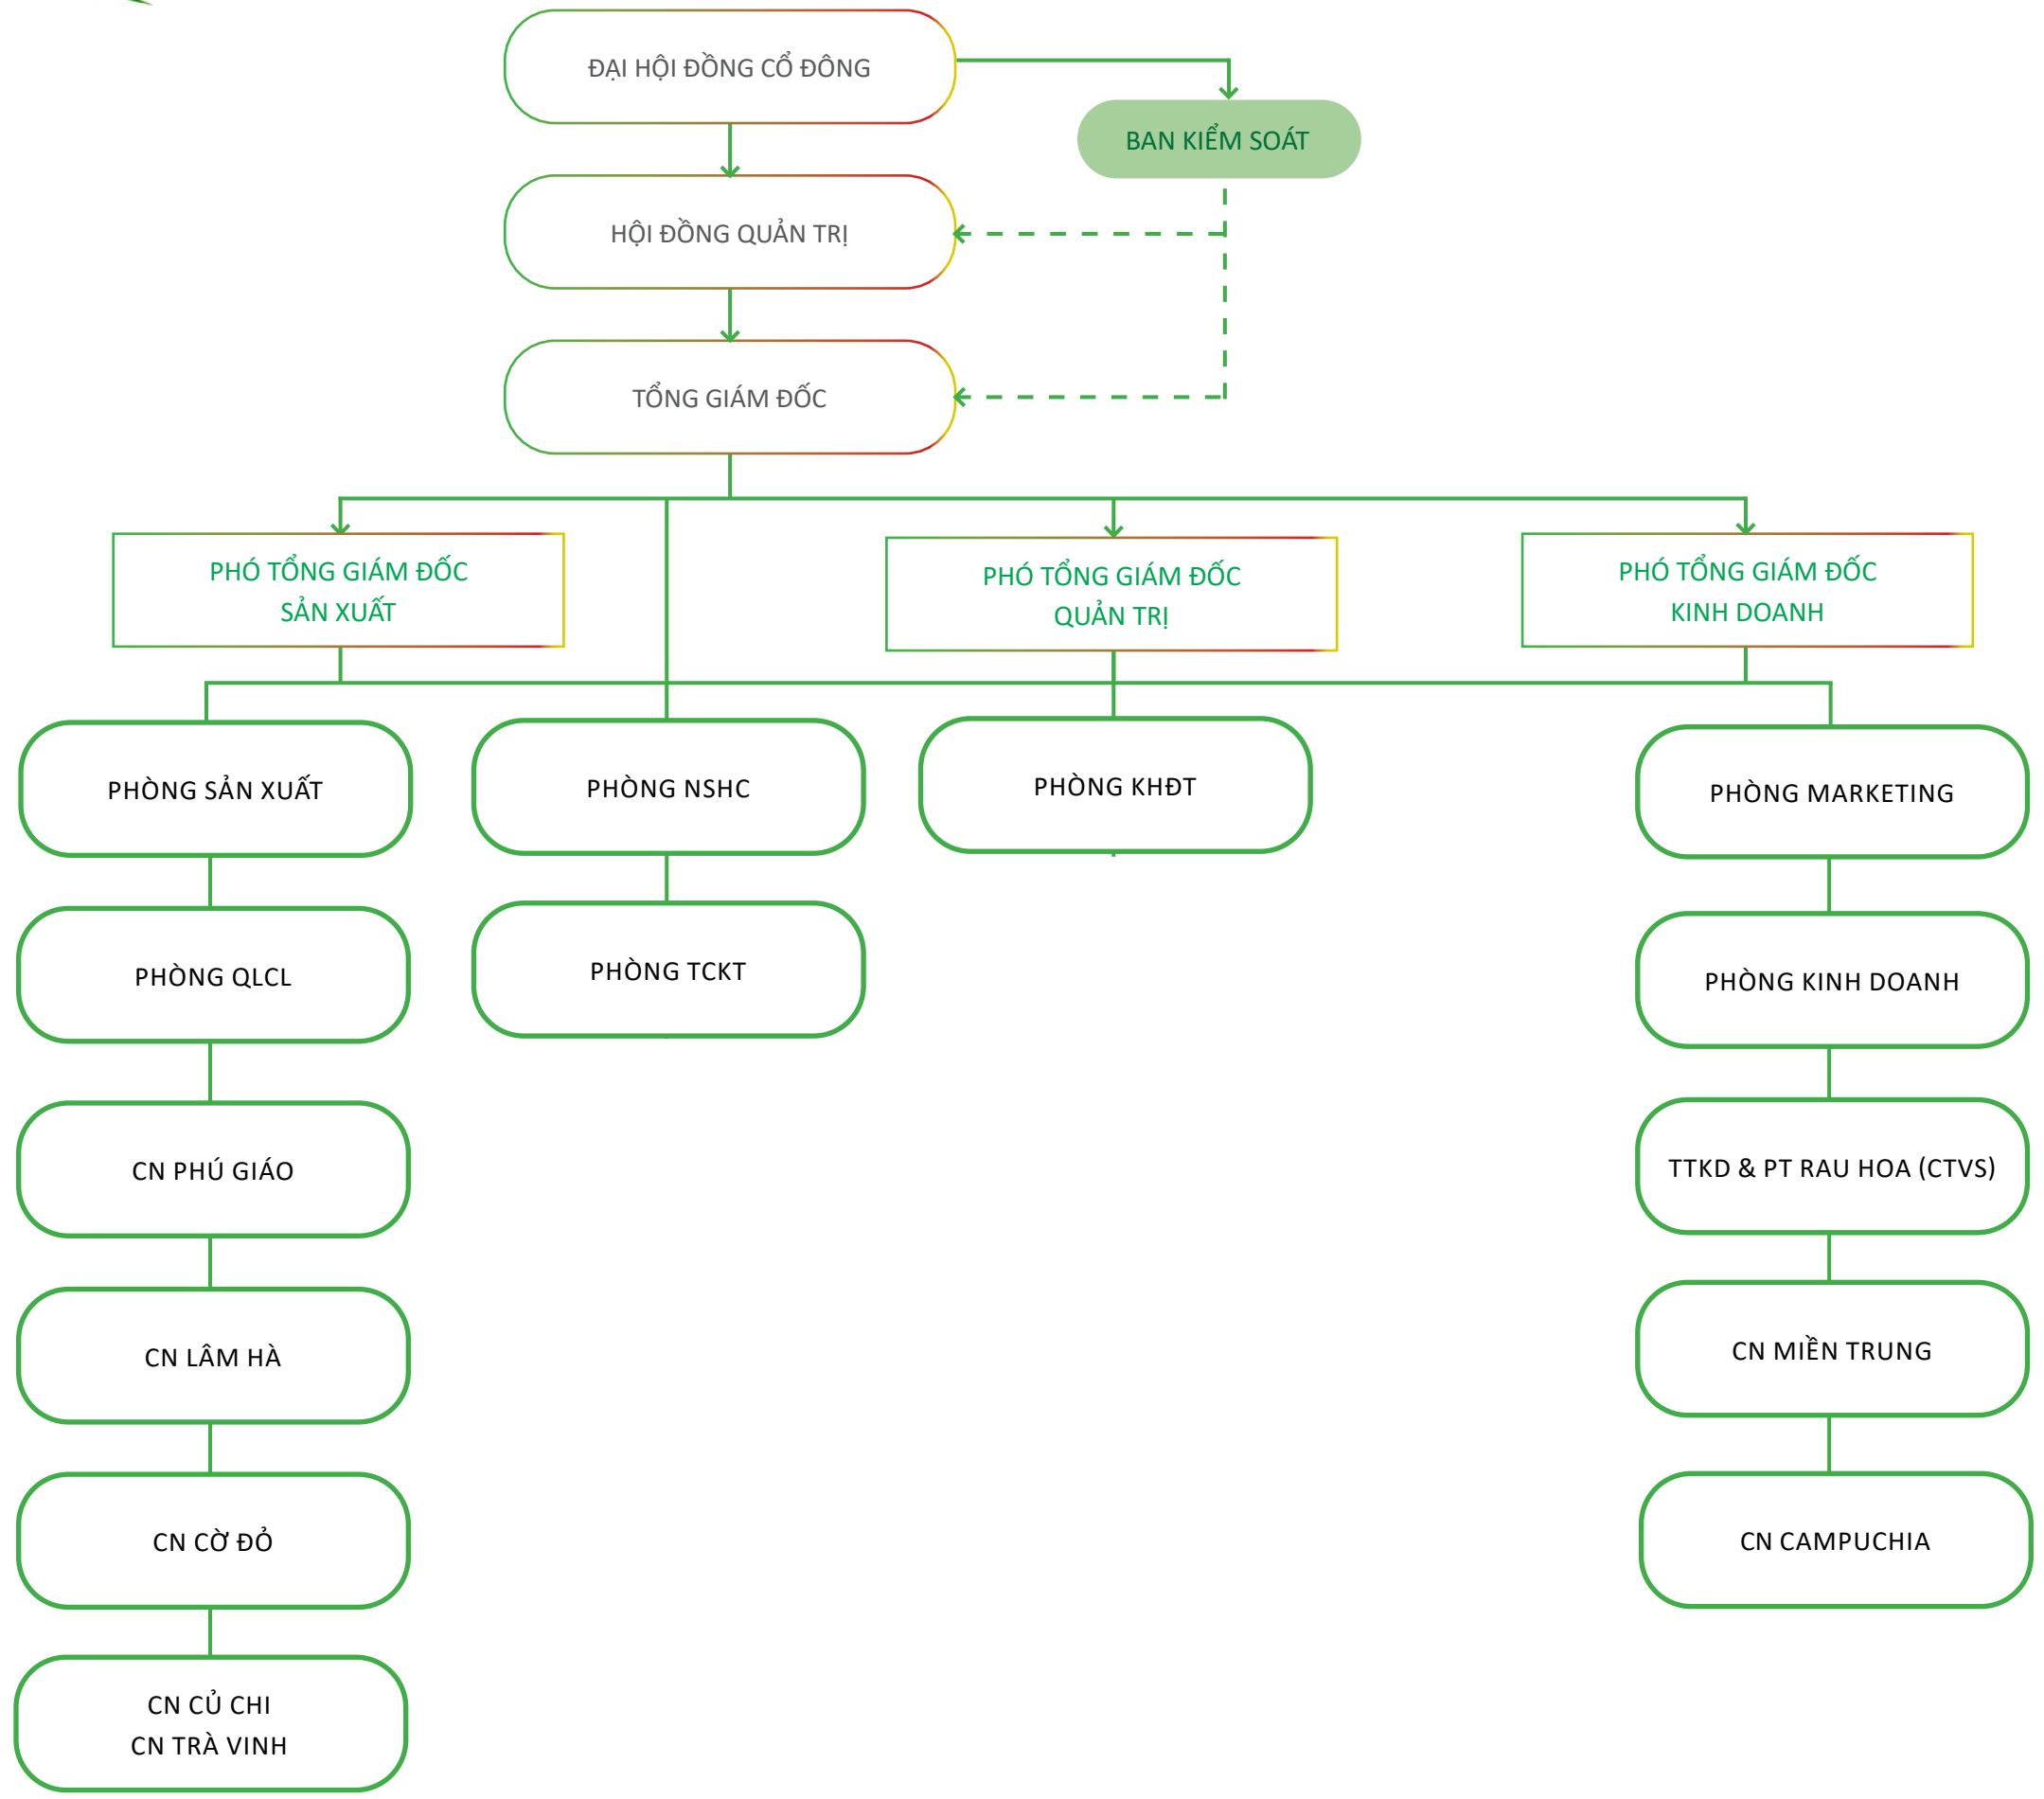 ĐẠI HỘI ĐỒNG CỔ ĐÔNG
BAN KIỂM SOÁT
HỘI ĐỒNG QUẢN TRỊ
TỔNG GIÁM ĐỐC
PHÓ TỔNG GIÁM ĐỐC
SẢN XUẤT
PHÓ TỔNG GIÁM ĐỐC
QUẢN TRỊ
PHÓ TỔNG GIÁM ĐỐC
KINH DOANH
PHÒNG SẢN XUẤT
PHÒNG NSHC
PHÒNG KHĐT
PHÒNG MARKETING
PHÒNG QLCL
PHÒNG TCKT
PHÒNG KINH DOANH
CN PHÚ GIÁO
TTKD & PT RAU HOA (CTVS)
CN LÂM HÀ
CN MIỀN TRUNG
CN CỜ ĐỎ
CN CAMPUCHIA
CN CỦ CHI
CN TRÀ VINH